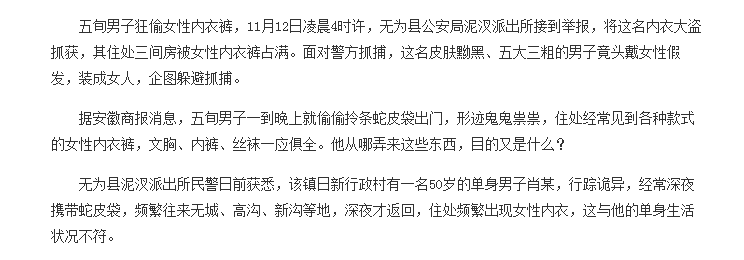 五旬男子狂偷女性内衣裤，11月12日凌晨4时许，无为县公安局泥汊派出所接到举报，将这名内衣大盗
抓获，其住处三间房被女性内衣裤占满。面对警方抓捕，这名皮肤黝黑、五大三粗的男子竟头戴女性假
发，装成女人，企图躲避抓捕。
据安徽商报消息，五旬男子一到晚上就偷偷拎条蛇皮袋出门，形迹鬼鬼祟祟，住处经常见到各种款式
的女性内衣裤，文胸、内裤、丝袜一应俱全。他从哪弄来这些东西，目的又是什么？
无为县泥汊派出所民警日前获悉，该镇日新行政村有一名50岁的单身男子肖某，行踪诡异，经常深夜
携带蛇皮袋，频繁往来无城、高沟、新沟等地，深夜才返回，住处频繁出现女性内衣，这与他的单身生活
状况不符。